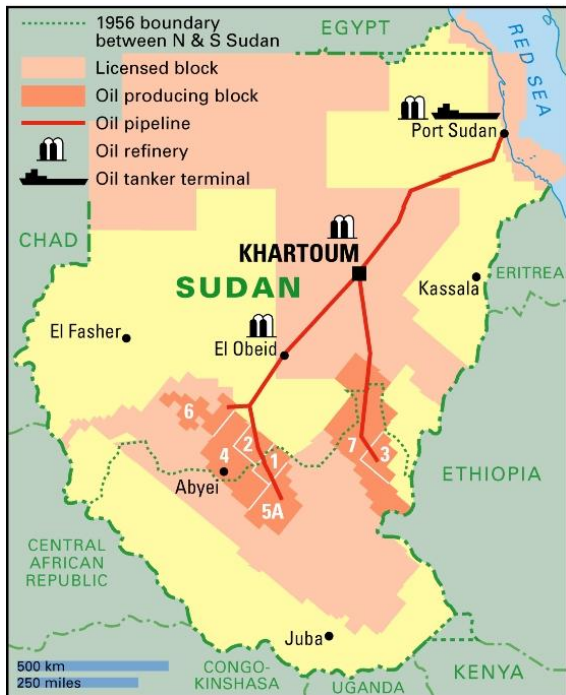 1956 boundary
between N & S Sudan
Licensed block
Oil producing block
Oil pipeline
Oil refinery
Oil tanker terminal
EGYPT
RED SEA
Port Sudan
CHAD
KHARTOUM
SUDAN
Kassala
ERITREA
El Fasher
El Obeid
6
4
2
1
7
3
Abyei
5A
ETHIOPIA
CENTRAL
AFRICAN
REPUBLIC
Juba
500 km
250 miles
CONGO-
KINSHASA
UGANDA
KENYA